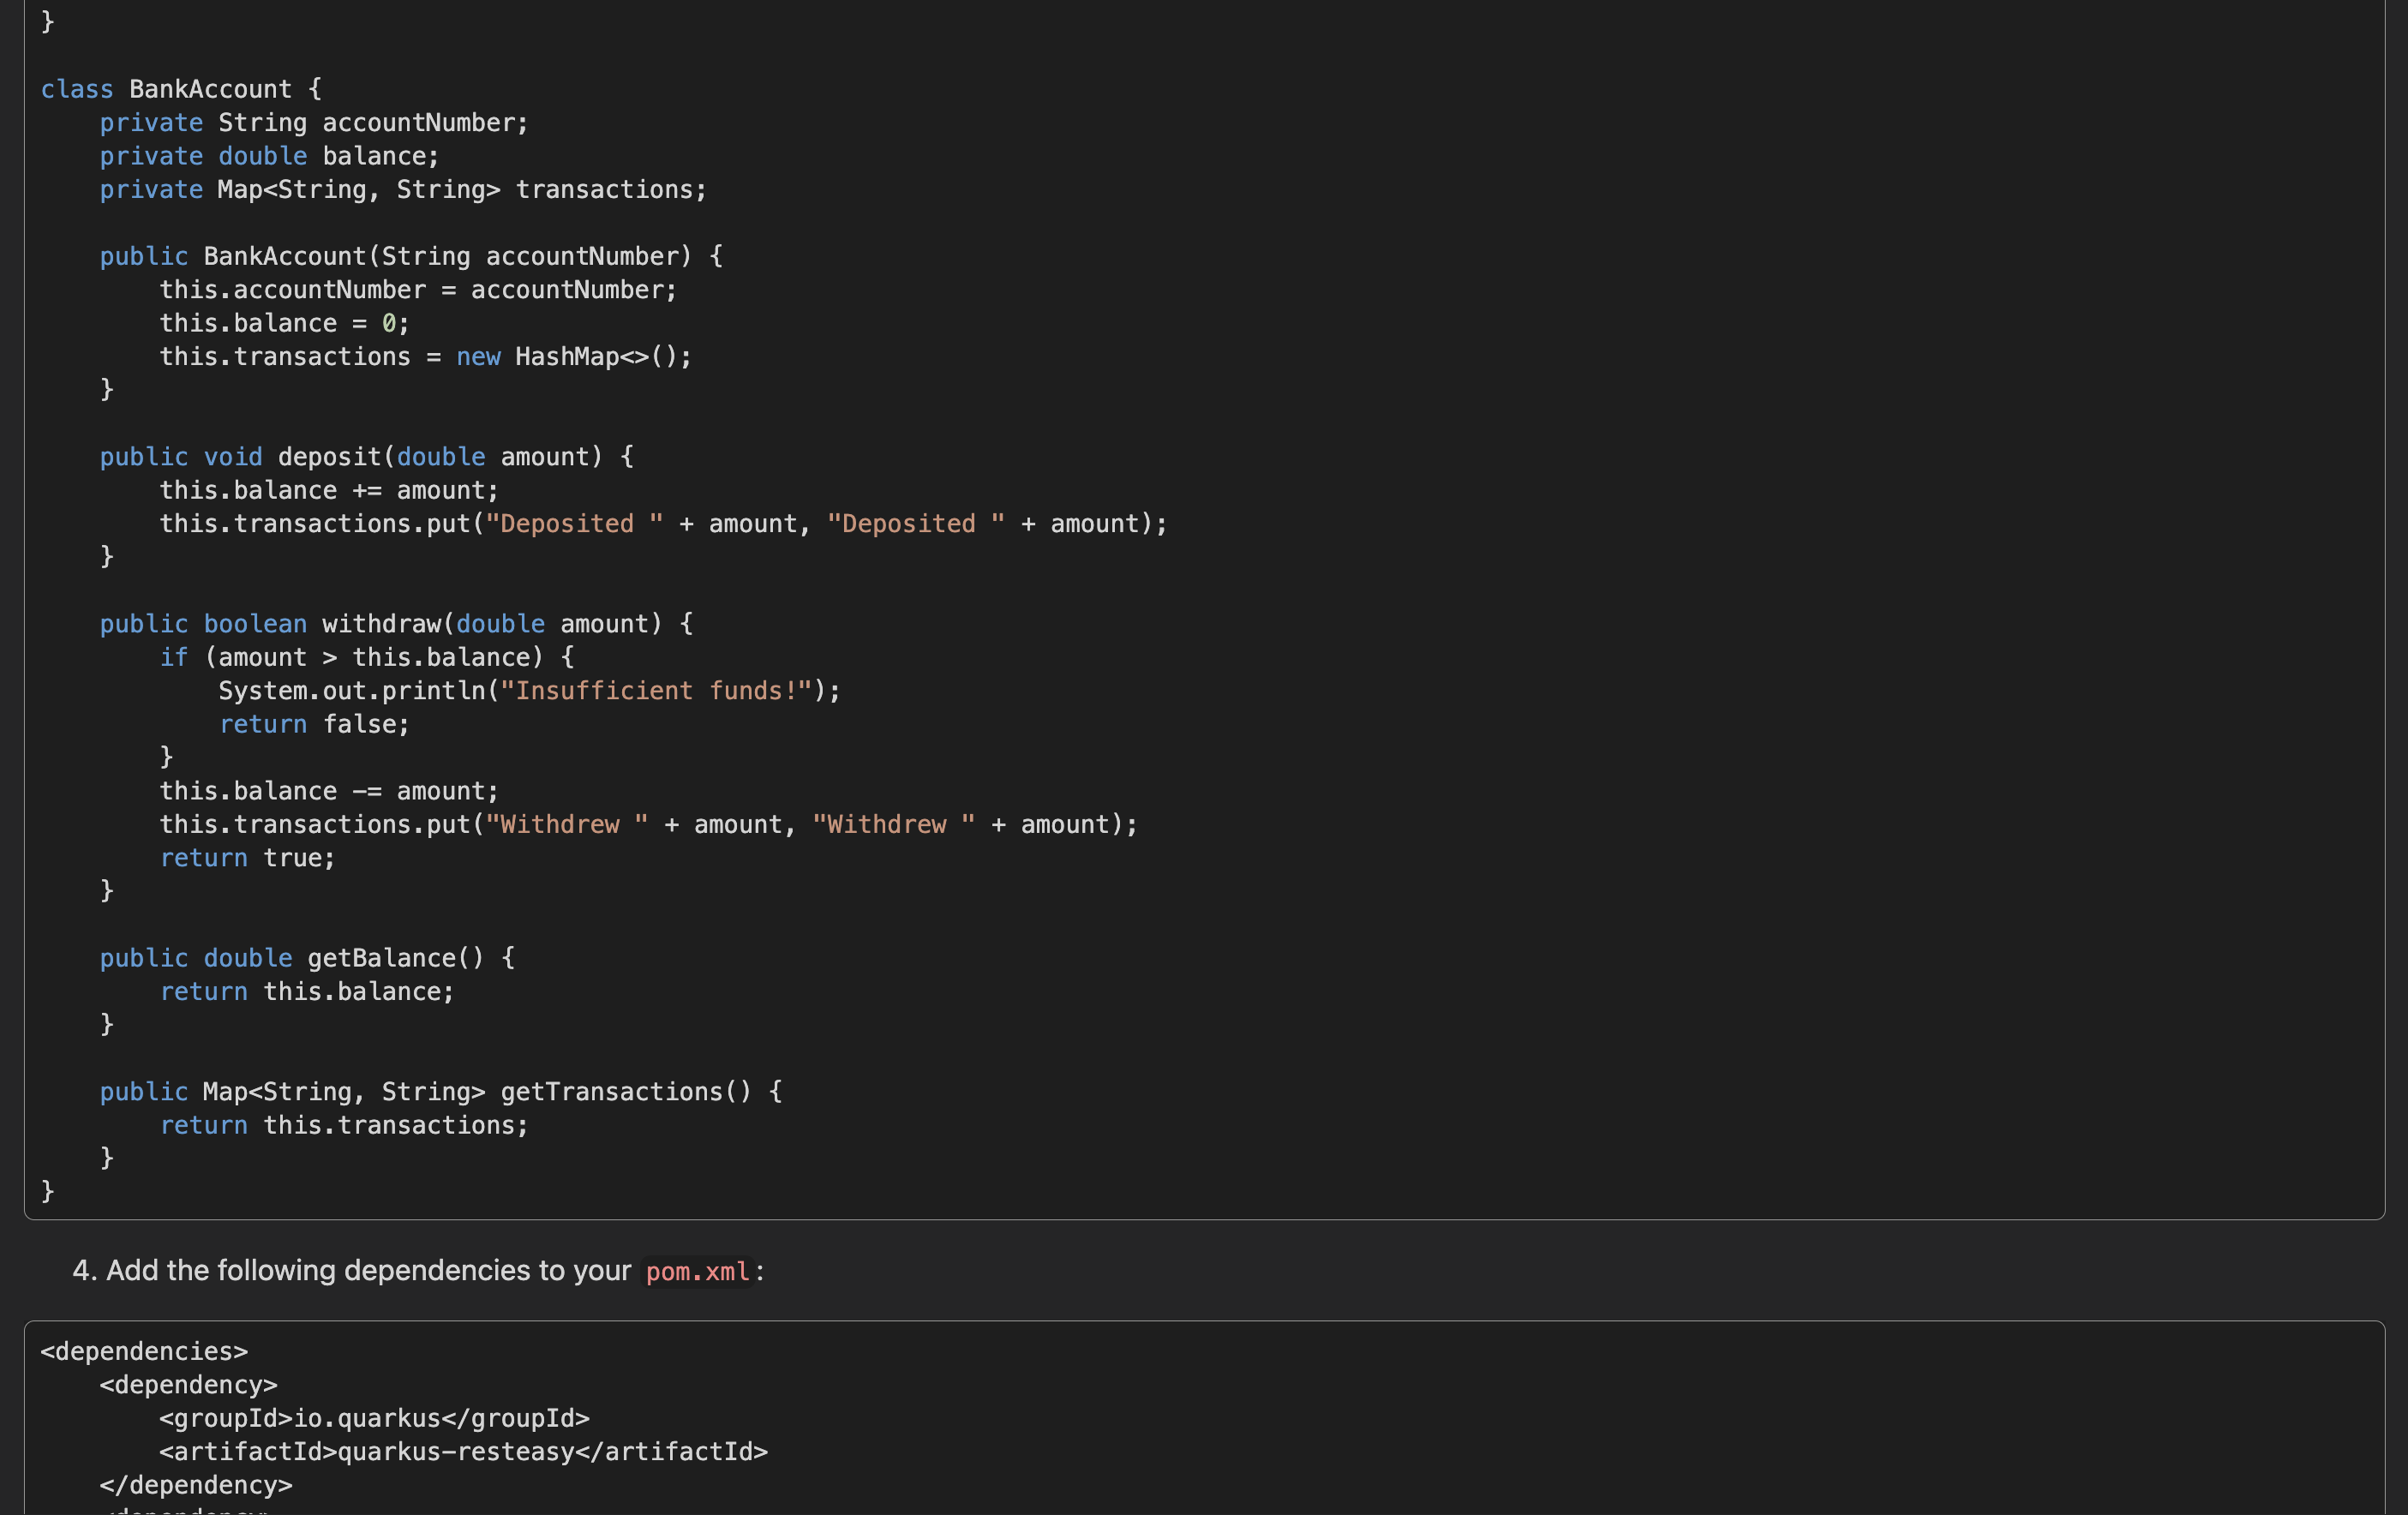 }
class BankAccount {
    private String accountNumber;
    private double balance;
    private Map<String, String> transactions;
    public BankAccount(String accountNumber) {
        this.accountNumber = accountNumber;
        this.balance = 0;
        this.transactions = new HashMap<>();
    }
    public void deposit(double amount) {
        this.balance += amount;
        this.transactions.put("Deposited " + amount, "Deposited " + amount);
    }
    public boolean withdraw(double amount) {
        if (amount > this.balance) {
            System.out.println("Insufficient funds!");
            return false;
        }
        this.balance -= amount;
        this.transactions.put("Withdrew " + amount, "Withdrew " + amount);
        return true;
    }
    public double getBalance() {
        return this.balance;
    }
    public Map<String, String> getTransactions() {
        return this.transactions;
    }
}
4. Add the following dependencies to your pom.xml:
<dependencies>
    <dependency>
        <groupId>io.quarkus</groupId>
        <artifactId>quarkus-resteasy</artifactId>
    </dependency>